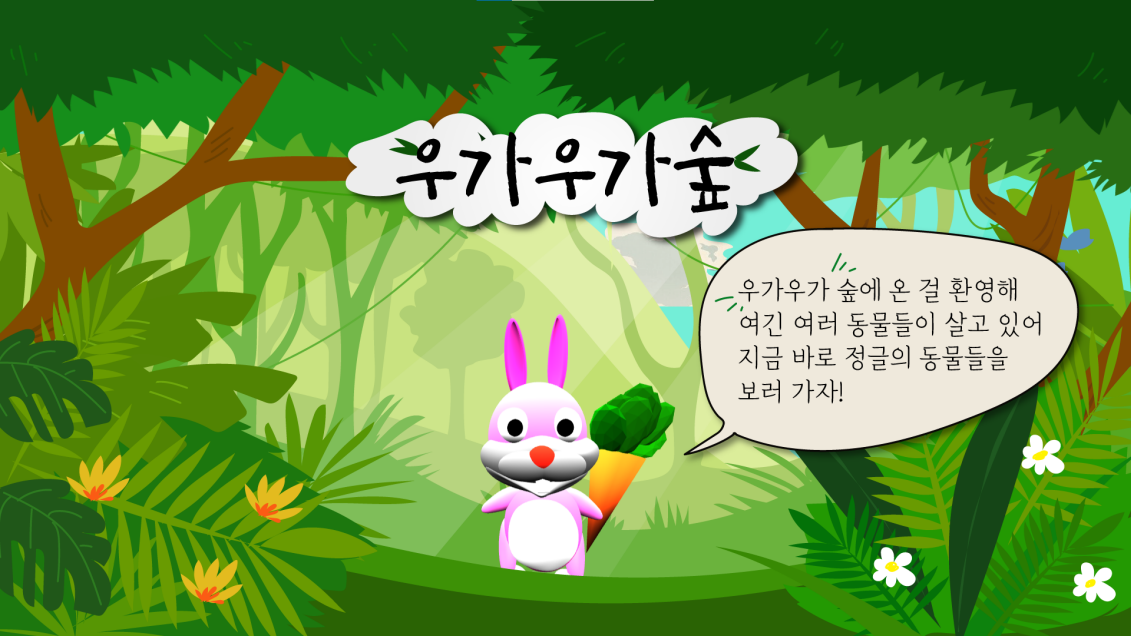 우가우가숲
우가우가 숲에 온 걸 환영해
여긴 여러 동물들이 살고 있어
지금 바로 정글의 동물들을
보러 가자!